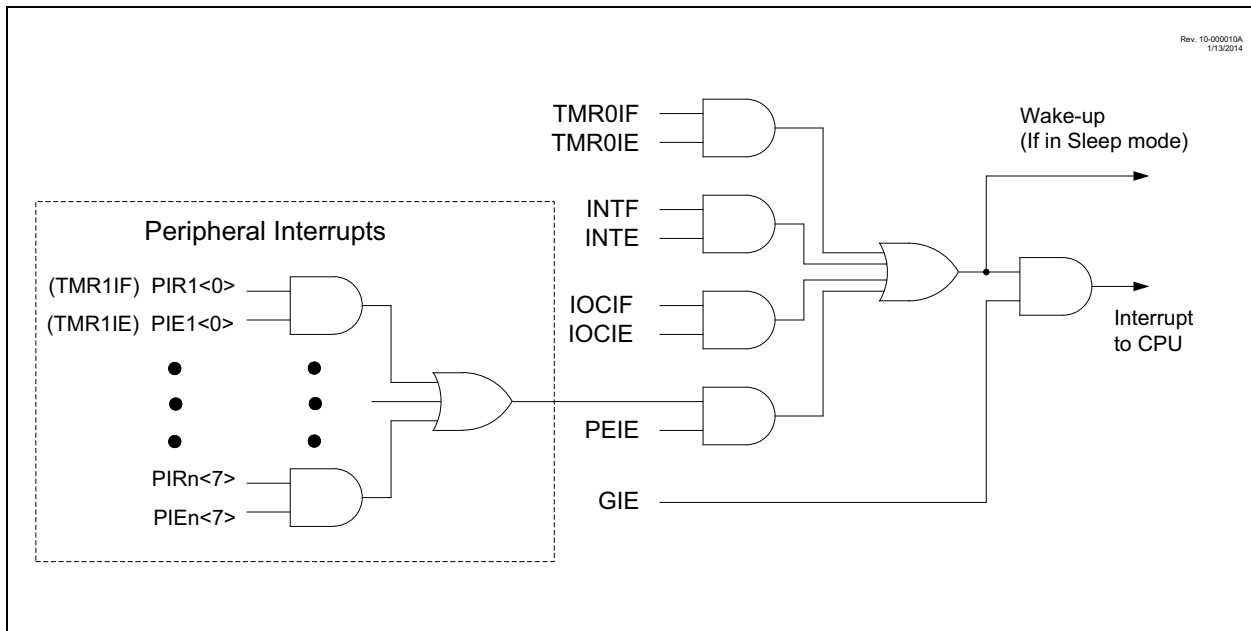 Rev. 10-000010A
1/13/2014
TMR0IF
TMR0IE
Wake-up
(If in Sleep mode)
INTF
INTE
Peripheral Interrupts
(TMR1IF) PIR1<0>
(TMR1IE) PIE1<0>
IOCIF
IOCIE
Interrupt
to CPU
PEIE
PIRn<7>
PIEn<7>
GIE